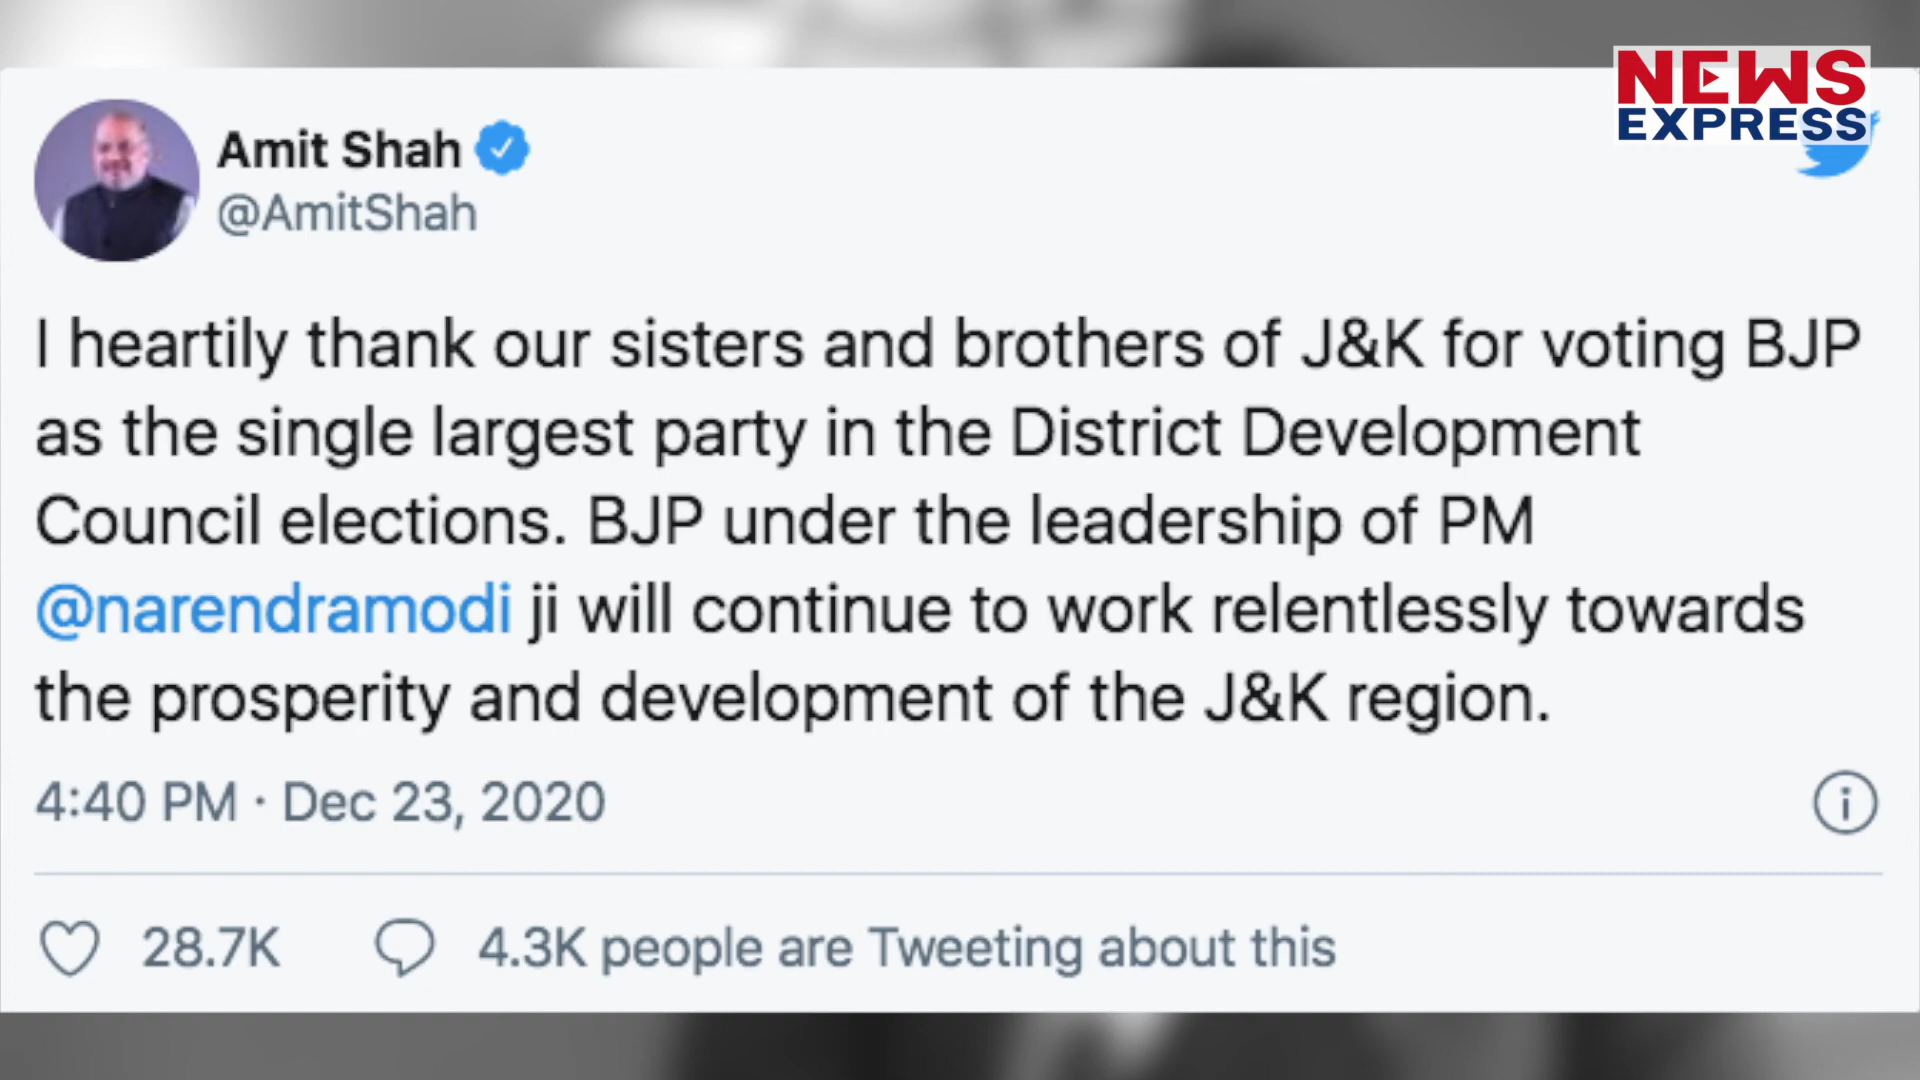 NEWS
EXPRESS
Amit Shah
@AmitShah
I heartily thank our sisters and brothers of J&K for voting BJP
as the single largest party in the District Development
Council elections. BJP under the leadership of PM
@narendramodi ji will continue to work relentlessly towards
the prosperity and development of the J&K region.
4:40 PM · Dec 23, 2020
28.7K 4.3K people are Tweeting about this